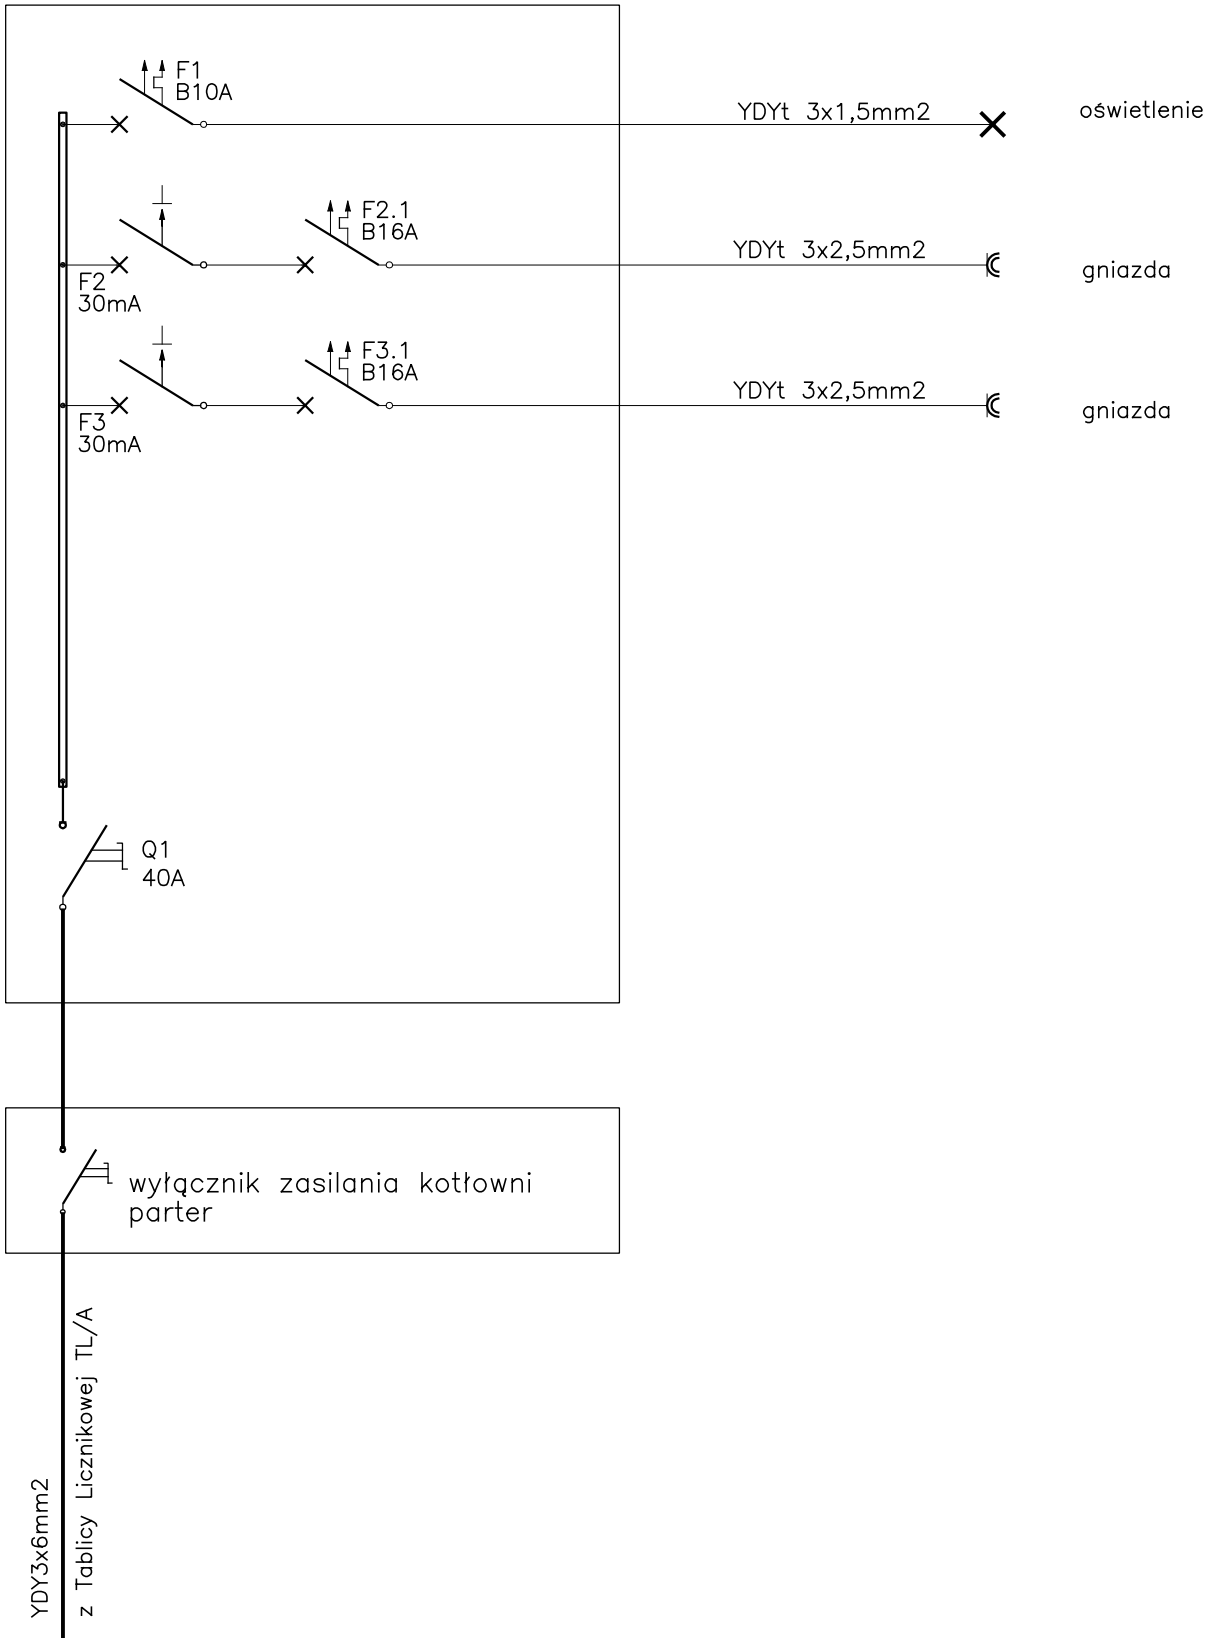 F1
B10A
YDYt 3x1,5mm2
oświetlenie
F2.1
B16A
YDYt 3x2,5mm2
gniazda
F2
30mA
F3.1
B16A
YDYt 3x2,5mm2
gniazda
F3
30mA
Q1
40A
wyłącznik zasilania kotłowni
parter
z Tablicy Licznikowej TL/A
YDY3x6mm2